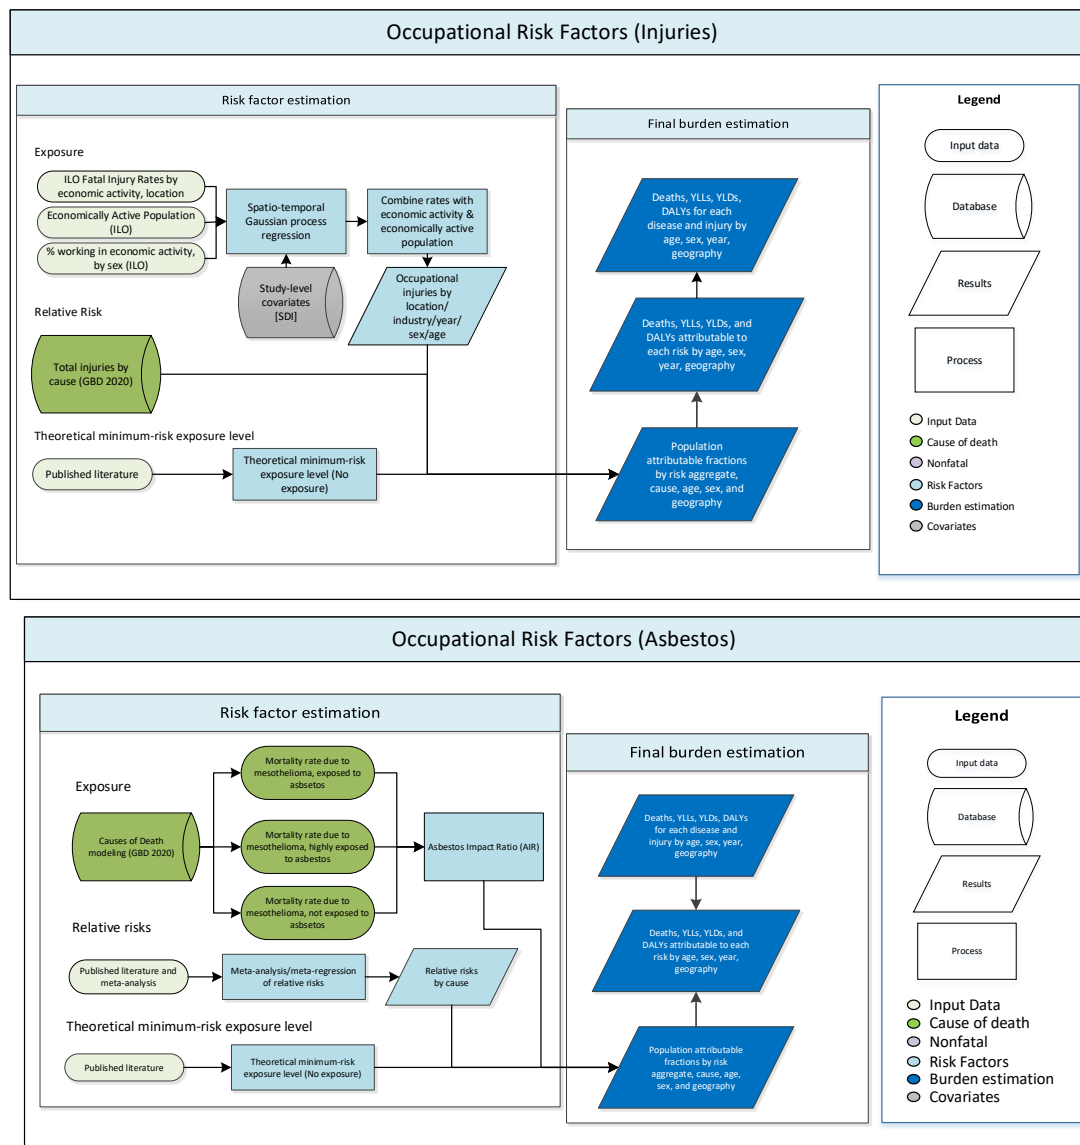 Occupational Risk Factors (Injuries)
Risk factor estimation
Exposure
ILO Fatal Injury Rates by
economic activity, location
Economically Active Population
(ILO)
% working in economic activity,
by sex (ILO)
Spatio-temporal
Gaussian process
regression
Combine rates with
economic activity &
economically active
population
Study-level
covariates
[SDI]
Occupational
injuries by
location/
industry/year/
sex/age
Relative Risk
Total injuries by
cause (GBD 2020)
Theoretical minimum-risk exposure level
Published literature
Theoretical minimum-risk
exposure level (No
exposure)
Final burden estimation
Deaths, YLLs, YLDs,
DALYs for each
disease and injury by
age, sex, year,
geography
Deaths, YLLs, YLDs, and
DALYs attributable to
each risk by age, sex,
year, geography
Population
attributable fractions
by risk aggregate,
cause, age, sex, and
geography
Legend
Input data
Database
Results
Process
Input Data
Cause of death
Nonfatal
Risk Factors
Burden estimation
Covariates
Occupational Risk Factors (Asbestos)
Risk factor estimation
Exposure
Causes of Death
modeling (GBD 2020)
Mortality rate due to
mesothelioma, exposed to
asbsetos
Mortality rate due to
mesothelioma, highly exposed
to asbestos
Mortality rate due to
mesothelioma, not exposed to
asbsetos
Asbestos Impact Ratio (AIR)
Relative risks
Published literature and
meta-analysis
Meta-analysis/meta-regression
of relative risks
Relative risks
by cause
Theoretical minimum-risk exposure level
Published literature
Theoretical minimum-risk
exposure level (No exposure)
Final burden estimation
Deaths, YLLs, YLDs, DALYs
for each disease and
injury by age, sex, year,
geography
Deaths, YLLs, YLDs, and
DALYs attributable to each
risk by age, sex, year,
geography
Population attributable
fractions by risk
aggregate, cause, age,
sex, and geography
Legend
Input data
Database
Results
Process
Input Data
Cause of death
Nonfatal
Risk Factors
Burden estimation
Covariates